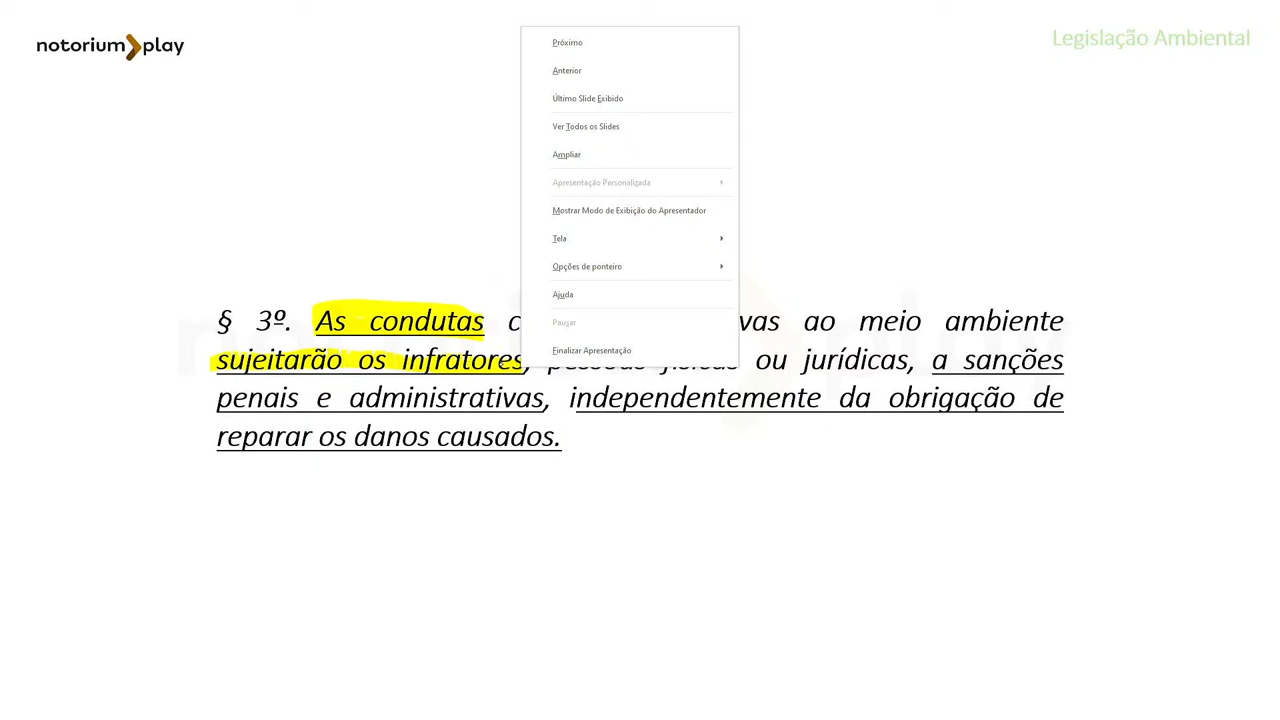 notorium play
Legislação Ambiental
Próximo
Anterior
Último Slide Exibido
Ver Todos os Slides
Ampliar
Apresentação Personalizada
Mostrar Modo de Exibição do Apresentador
Tela
Opções de ponteiro
Ajuda
Pausar
Finalizar Apresentação
§ 3º. As condutas c vas ao meio ambiente
sujeitarão os infratores, pessoas físicas ou jurídicas, a sanções
penais e administrativas, independentemente da obrigação de
reparar os danos causados.